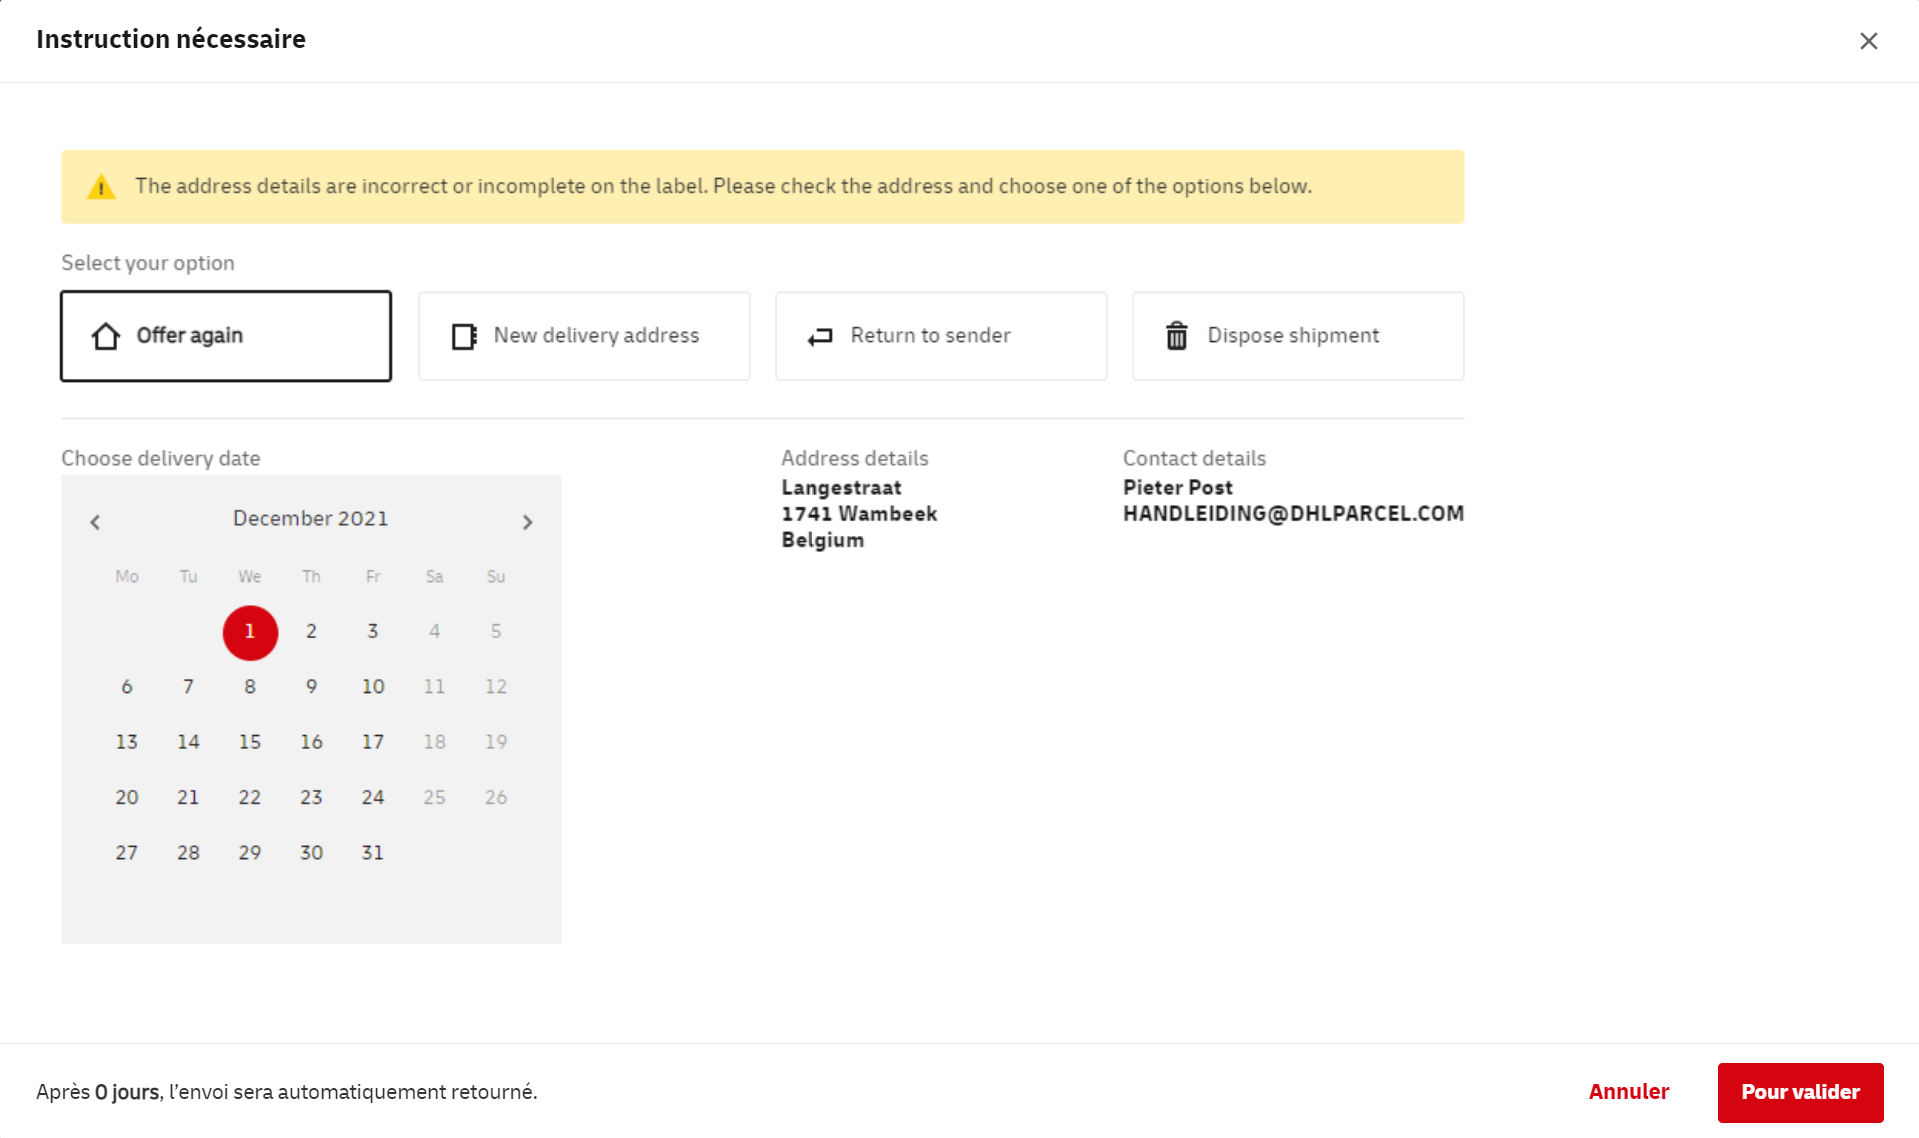 Instruction nécessaire
The address details are incorrect or incomplete on the label. Please check the address and choose one of the options below.
Select your option
Offer again
New delivery address
Return to sender
Dispose shipment
Choose delivery date
December 2021
Mo Tu We Th Fr Sa Su
1 2 3 4 5
6 7 8 9 10 11 12
13 14 15 16 17 18 19
20 21 22 23 24 25 26
27 28 29 30 31
Address details
Langestraat
1741 Wambeek
Belgium
Contact details
Pieter Post
HANDLEIDING@DHLPARCEL.COM
Après 0 jours, l’envoi sera automatiquement retourné.
Annuler
Pour valider